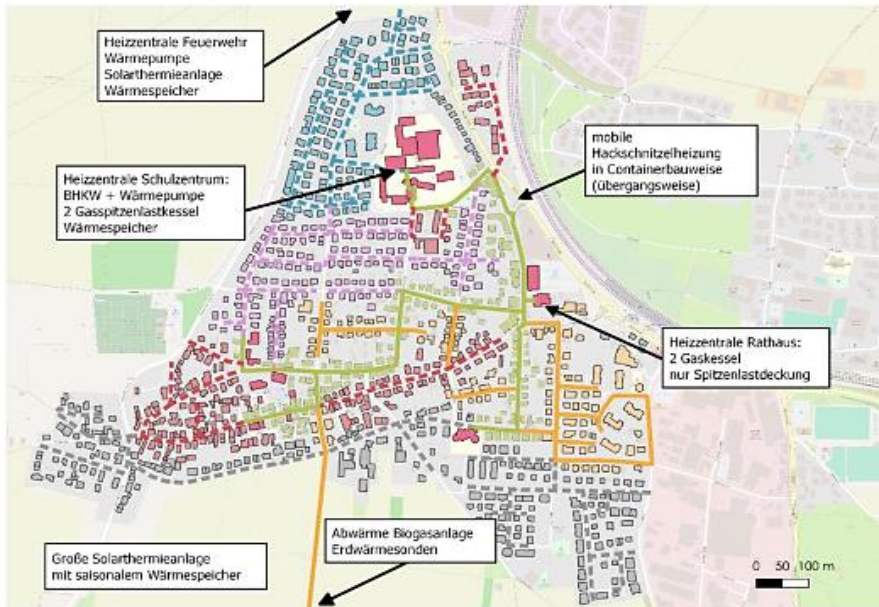 Heizzentrale Feuerwehr
Wärmepumpe
Solarthermieanlage
Wärmespeicher
mobile
Hackschnitzelheizung
in Containerbauweise
(übergangsweise)
Heizzentrale Schulzentrum:
BHKW + Wärmepumpe
2 Gasspitzenlastkessel
Wärmespeicher
Heizzentrale Rathaus:
2 Gaskessel
nur Spitzenlastdeckung
Abwärme Biogasanlage
Erdwärmesonden
Große Solarthermieanlage
mit saisonalem Wärmespeicher
0 50 100 m